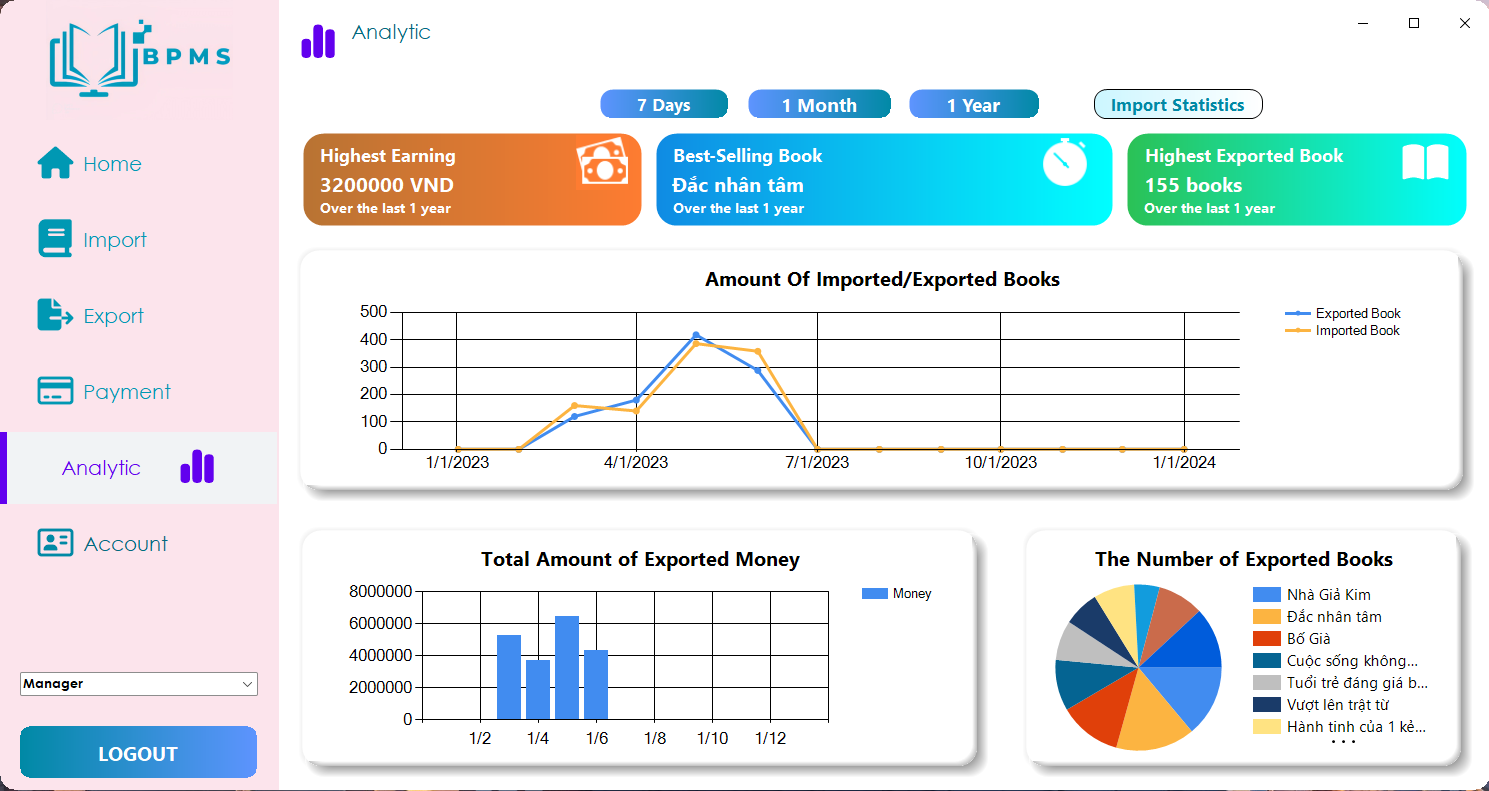 BPMS
Home
Import
Export
Payment
Analytic
Account
Manager
LOGOUT
Analytic
7 Days
1 Month
1 Year
Import Statistics
Highest Earning
3200000 VND
Over the last 1 year
Best-Selling Book
Đắc nhân tâm
Over the last 1 year
Highest Exported Book
155 books
Over the last 1 year
Amount Of Imported/Exported Books
500
400
300
200
100
0
1/1/2023
4/1/2023
7/1/2023
10/1/2023
1/1/2024
Exported Book
Imported Book
Total Amount of Exported Money
8000000
6000000
4000000
2000000
0
1/2
1/4
1/6
1/8
1/10
1/12
Money
The Number of Exported Books
Nhà Giả Kim
Đắc nhân tâm
Bố Già
Cuộc sống không...
Tuổi trẻ đáng giá b...
Vượt lên trật từ
Hành tinh của 1 kẻ...
...